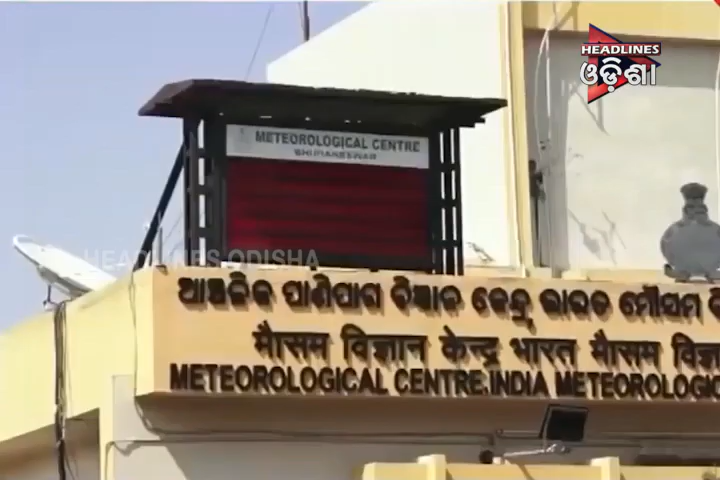 HEADLINES
ଓଡ଼ିଶା
METEOROLOGICAL CENTRE
BHUBANESWAR
HEADLINES ODISHA
ଆଞ୍ଚଳିକ ପାଣିପାଗ ବିଜ୍ଞାନ କେନ୍ଦ୍ର ଭାରତ ମୌସମ ବି
मौसम विज्ञान केन्द्र भारत मौसम विज्ञ
METEOROLOGICAL CENTRE, INDIA METEOROLOGIC